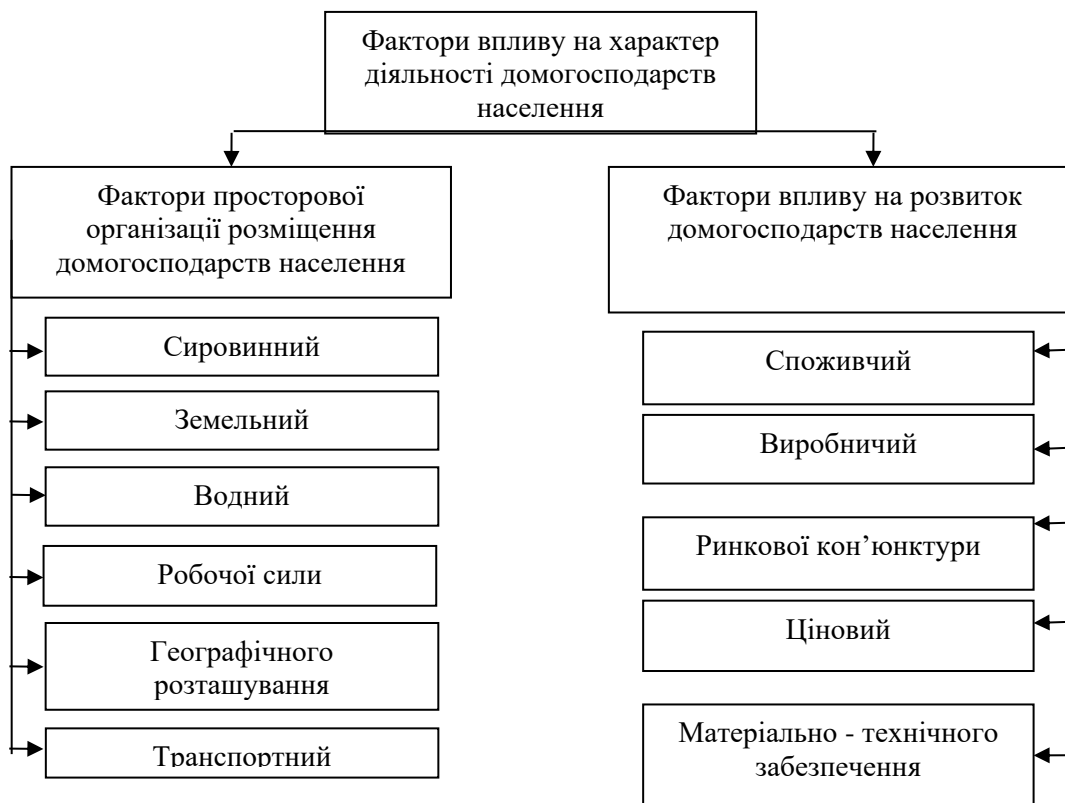 Фактори впливу на характер
діяльності домогосподарств
населення
Фактори просторової
організації розміщення
домогосподарств населення
Фактори впливу на розвиток
домогосподарств населення
Сировинний
Земельний
Водний
Робочої сили
Географічного
розташування
Транспортний
Споживчий
Виробничий
Ринкової кон’юнктури
Ціновий
Матеріально - технічного
забезпечення